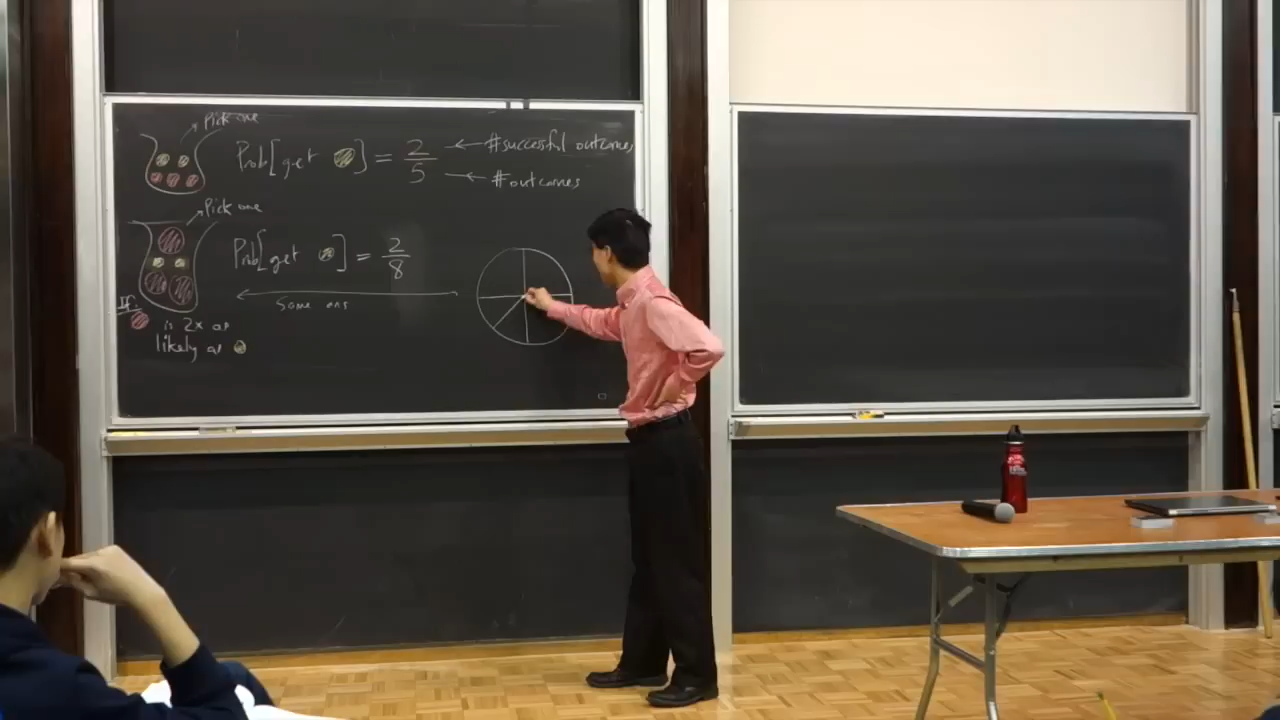 Pick one
Prob[get ] = 2/5 ← #successful outcomes
← #outcomes
Pick one
Prob[get ] = 2/8
Same ans
If:
is 2x as
likely as